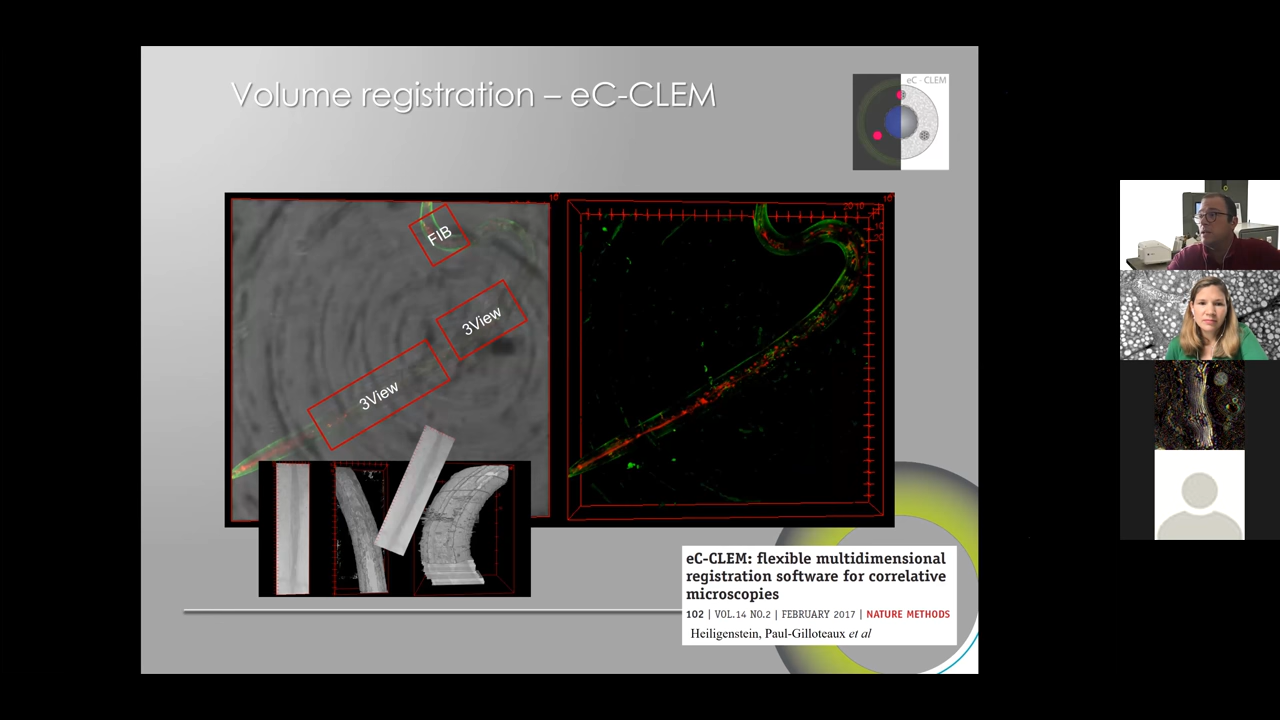 Volume registration – eC-CLEM
eC - CLEM
FIB
3View
3View
eC-CLEM: flexible multidimensional
registration software for correlative
microscopies
102 | VOL.14 NO.2 | FEBRUARY 2017 | NATURE METHODS
Heiligenstein, Paul-Gilloteaux et al